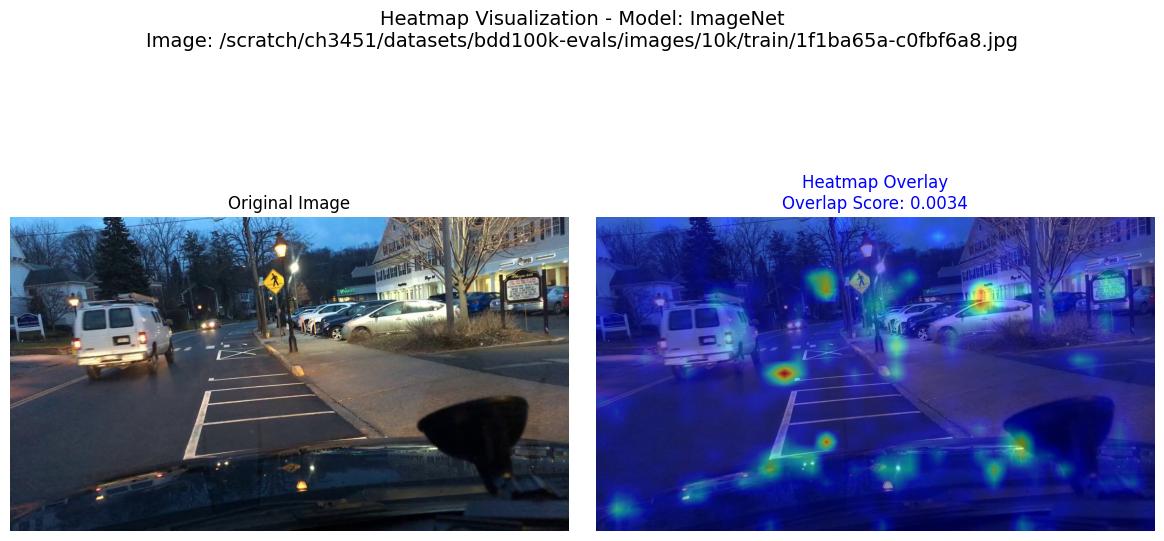 Heatmap Visualization - Model: ImageNet
Image: /scratch/ch3451/datasets/bdd100k-evals/images/10k/train/1f1ba65a-c0fbf6a8.jpg
Original Image
Heatmap Overlay
Overlap Score: 0.0034